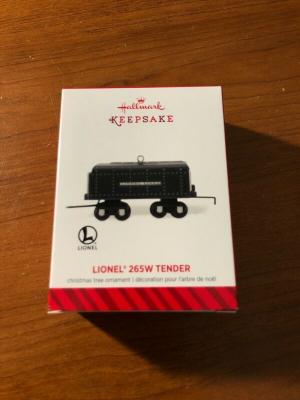 Hallmark
KEEPSAKE
LIONEL
LIONEL® 265W TENDER
christmas tree ornament | décoration pour l'arbre de noël